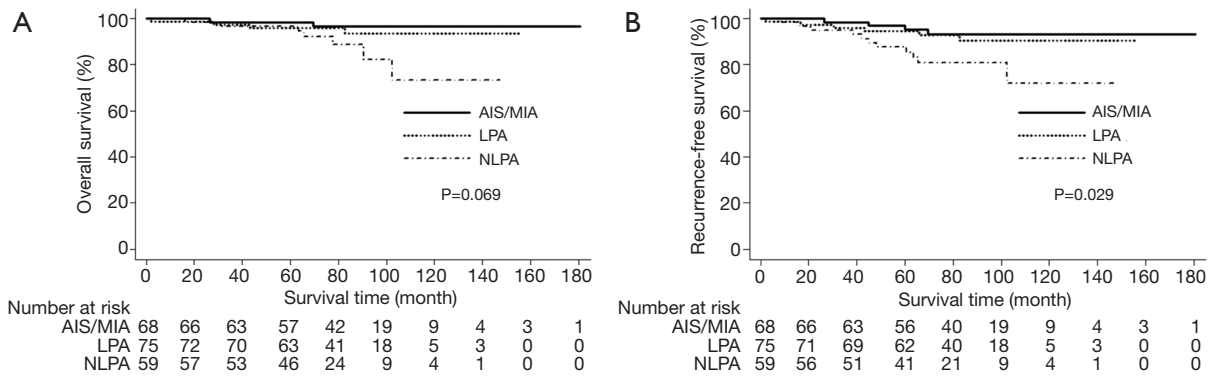 A
Overall survival (%)
100
80
60
40
20
0
AIS/MIA
LPA
NLPA
P=0.069
0 20 40 60 80 100 120 140 160 180
Survival time (month)
Number at risk
AIS/MIA 68 66 63 57 42 19 9 4 3 1
LPA 75 72 70 63 41 18 5 3 0 0
NLPA 59 57 53 46 24 9 4 1 0 0
B
Recurrence-free survival (%)
100
80
60
40
20
0
AIS/MIA
LPA
NLPA
P=0.029
0 20 40 60 80 100 120 140 160 180
Survival time (month)
Number at risk
AIS/MIA 68 66 63 56 40 19 9 4 3 1
LPA 75 71 69 62 40 18 5 3 0 0
NLPA 59 56 51 41 21 9 4 1 0 0